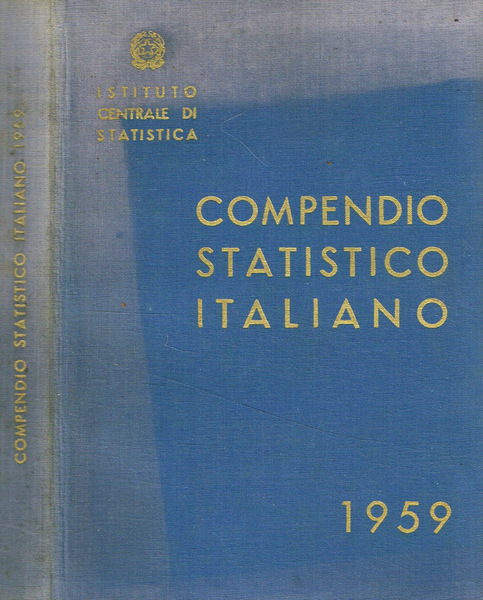 ISTITUTO
CENTRALE DI
STATISTICA
COMPENDIO
STATISTICO
ITALIANO
1959
COMPENDIO STATISTICO ITALIANO 1959